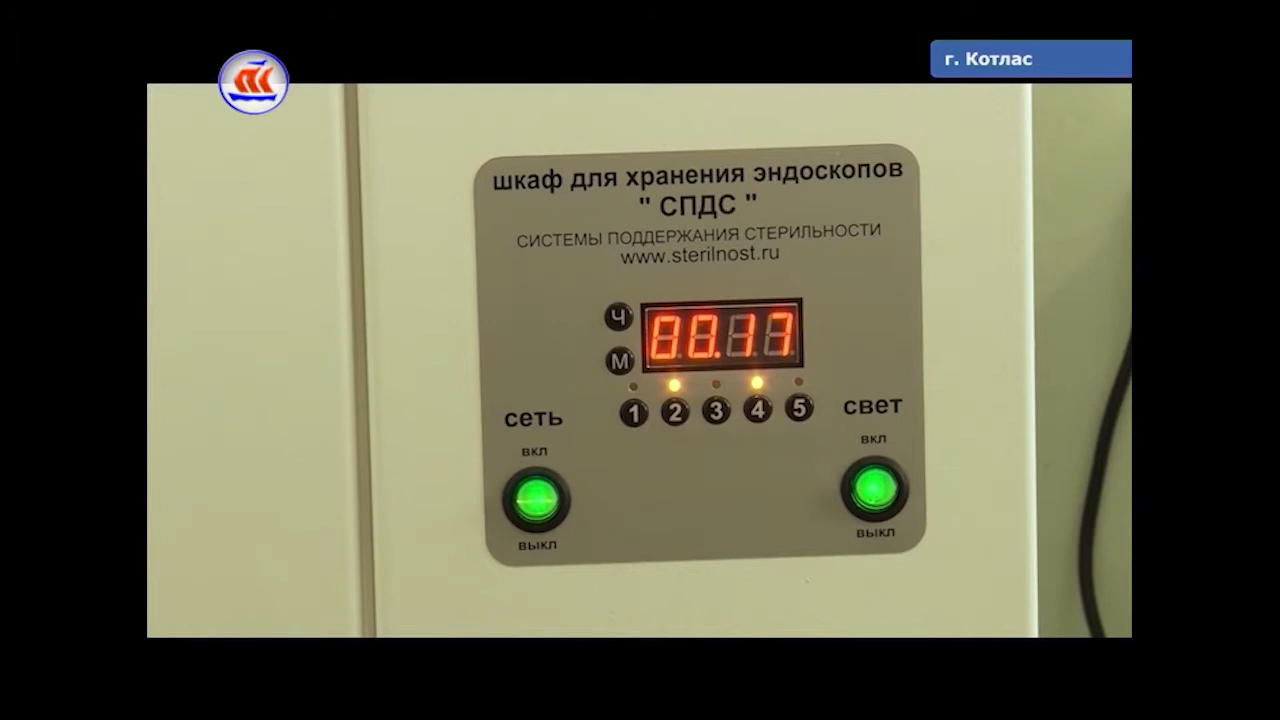 г. Котлас
шкаф для хранения эндоскопов
" СПДС "
СИСТЕМЫ ПОДДЕРЖАНИЯ СТЕРИЛЬНОСТИ
www.sterilnost.ru
Ч
00.17
М
1 2 3 4 5
сеть
свет
вкл
вкл
выкл
выкл